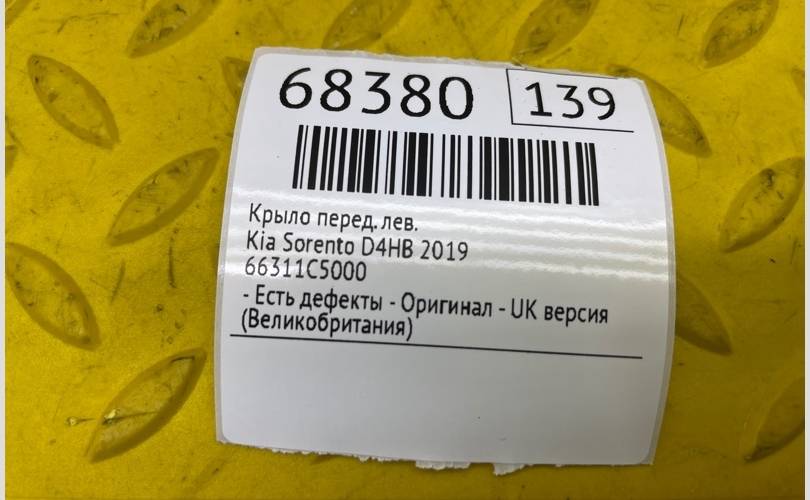 68380 139
Крыло перед.лев.
Kia Sorento D4HB 2019
66311C5000
- Есть дефекты - Оригинал - UK версия
(Великобритания)